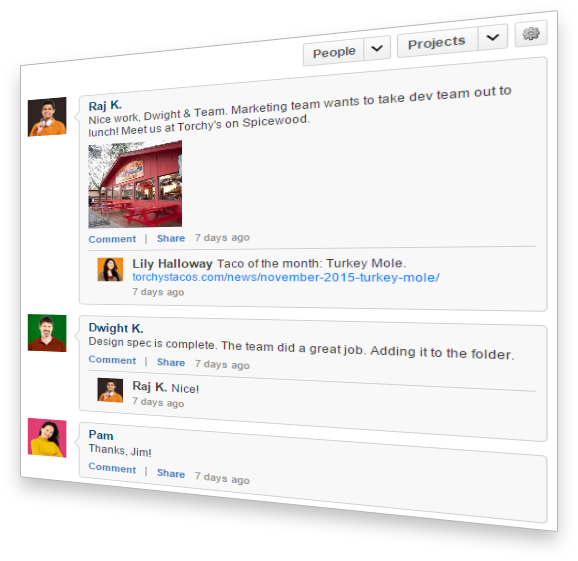 People
Projects
Raj K.
Nice work, Dwight & Team. Marketing team wants to take dev team out to
lunch! Meet us at Torchy's on Spicewood.
Comment | Share 7 days ago
Lily Halloway Taco of the month: Turkey Mole.
torchystacos.com/news/november-2015-turkey-mole/
7 days ago
Dwight K.
Design spec is complete. The team did a great job. Adding it to the folder.
Comment | Share 7 days ago
Raj K. Nice!
7 days ago
Pam
Thanks, Jim!
Comment | Share 7 days ago